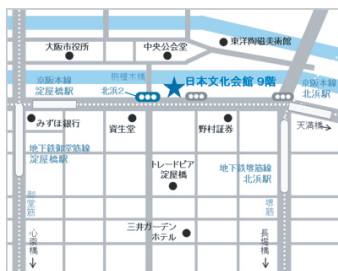 大阪市役所
中央公会堂
東洋陶磁美術館
栴檀木橋
日本文化会館 9階
京阪本線
淀屋橋駅
北浜2
京阪本線
北浜駅
天満橋
みずほ銀行
資生堂
野村証券
地下鉄御堂筋線
淀屋橋駅
トレードピア
淀屋橋
地下鉄堺筋線
北浜駅
御堂筋
堺筋
三井ガーデン
ホテル
心斎橋
長堀橋